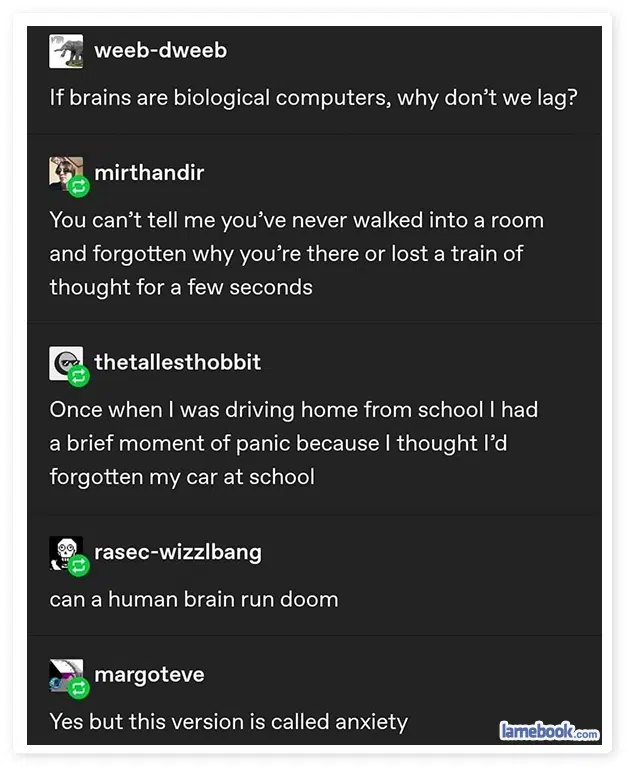 weeb-dweeb
If brains are biological computers, why don't we lag?
mirthandir
You can't tell me you've never walked into a room
and forgotten why you're there or lost a train of
thought for a few seconds
thetallesthobbit
Once when I was driving home from school I had
a brief moment of panic because I thought I'd
forgotten my car at school
rasec-wizzlbang
can a human brain run doom
margoteve
Yes but this version is called anxiety
lamebook.com